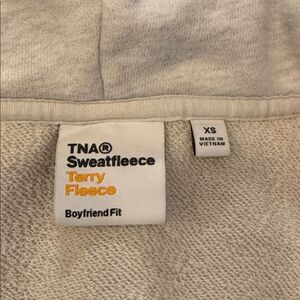 TNA®
Sweatfleece
Terry
Fleece
Boyfriend Fit
XS
MADE IN
VIETNAM